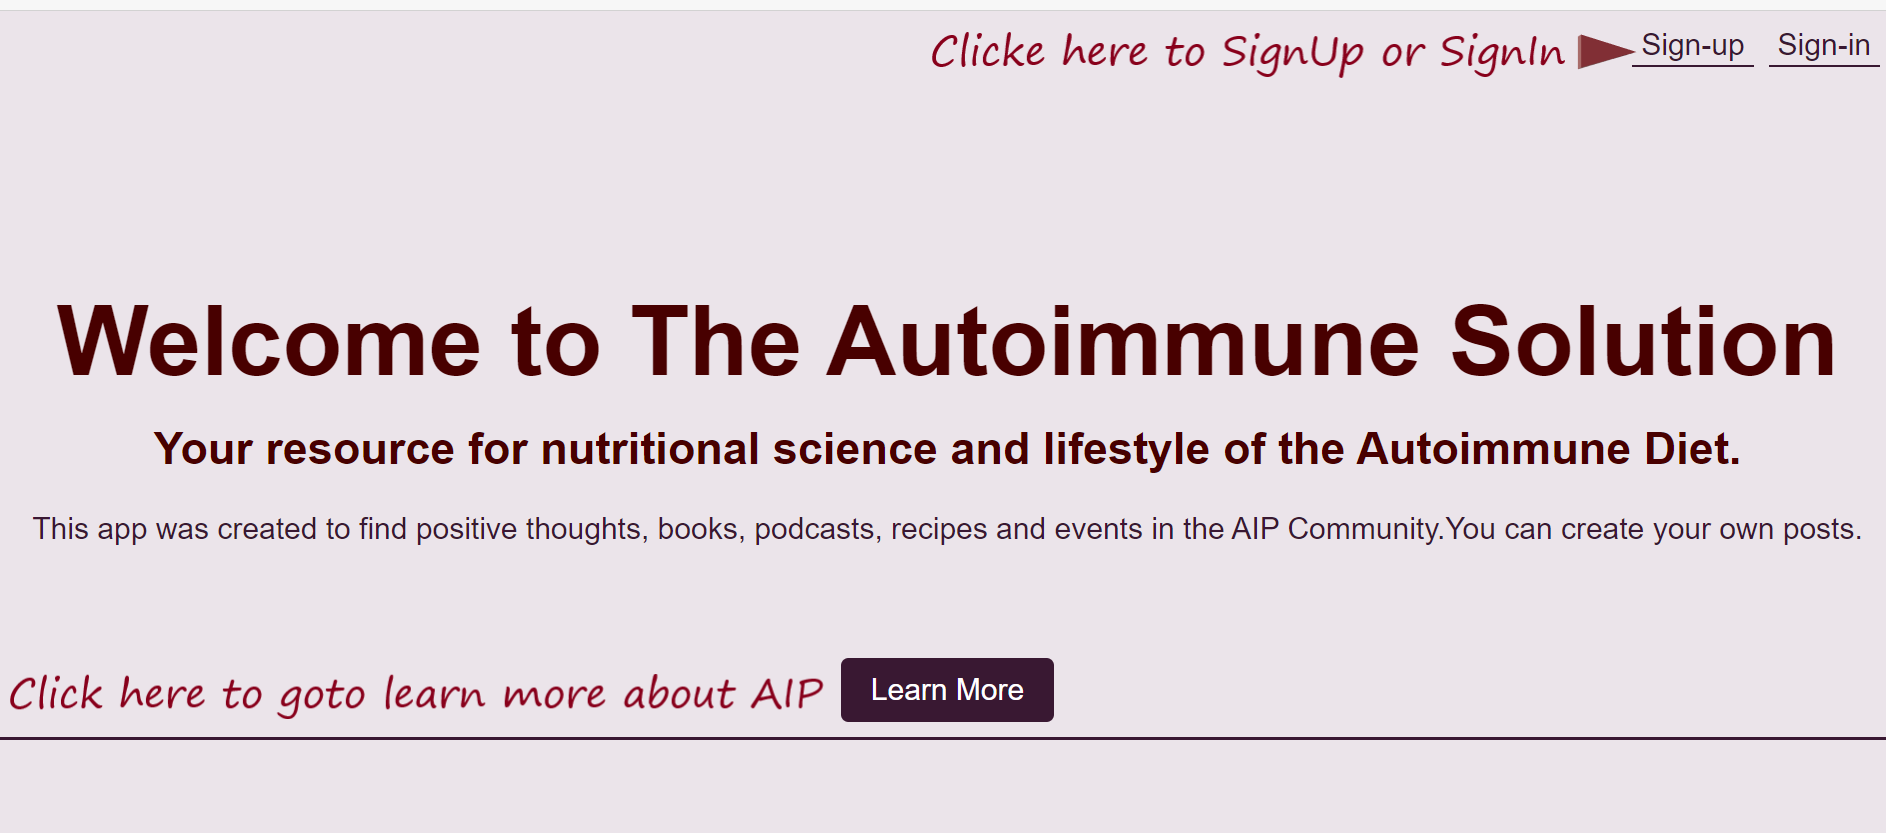 Clicke here to SignUp or SignIn Sign-up Sign-in
Welcome to The Autoimmune Solution
Your resource for nutritional science and lifestyle of the Autoimmune Diet.
This app was created to find positive thoughts, books, podcasts, recipes and events in the AIP Community.You can create your own posts.
Click here to goto learn more about AIP Learn More